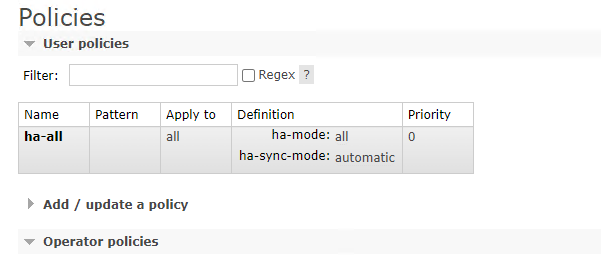 Policies
User policies
Filter: Regex ?
Name Pattern Apply to Definition Priority
ha-all all ha-mode: all 0
ha-sync-mode: automatic
Add / update a policy
Operator policies